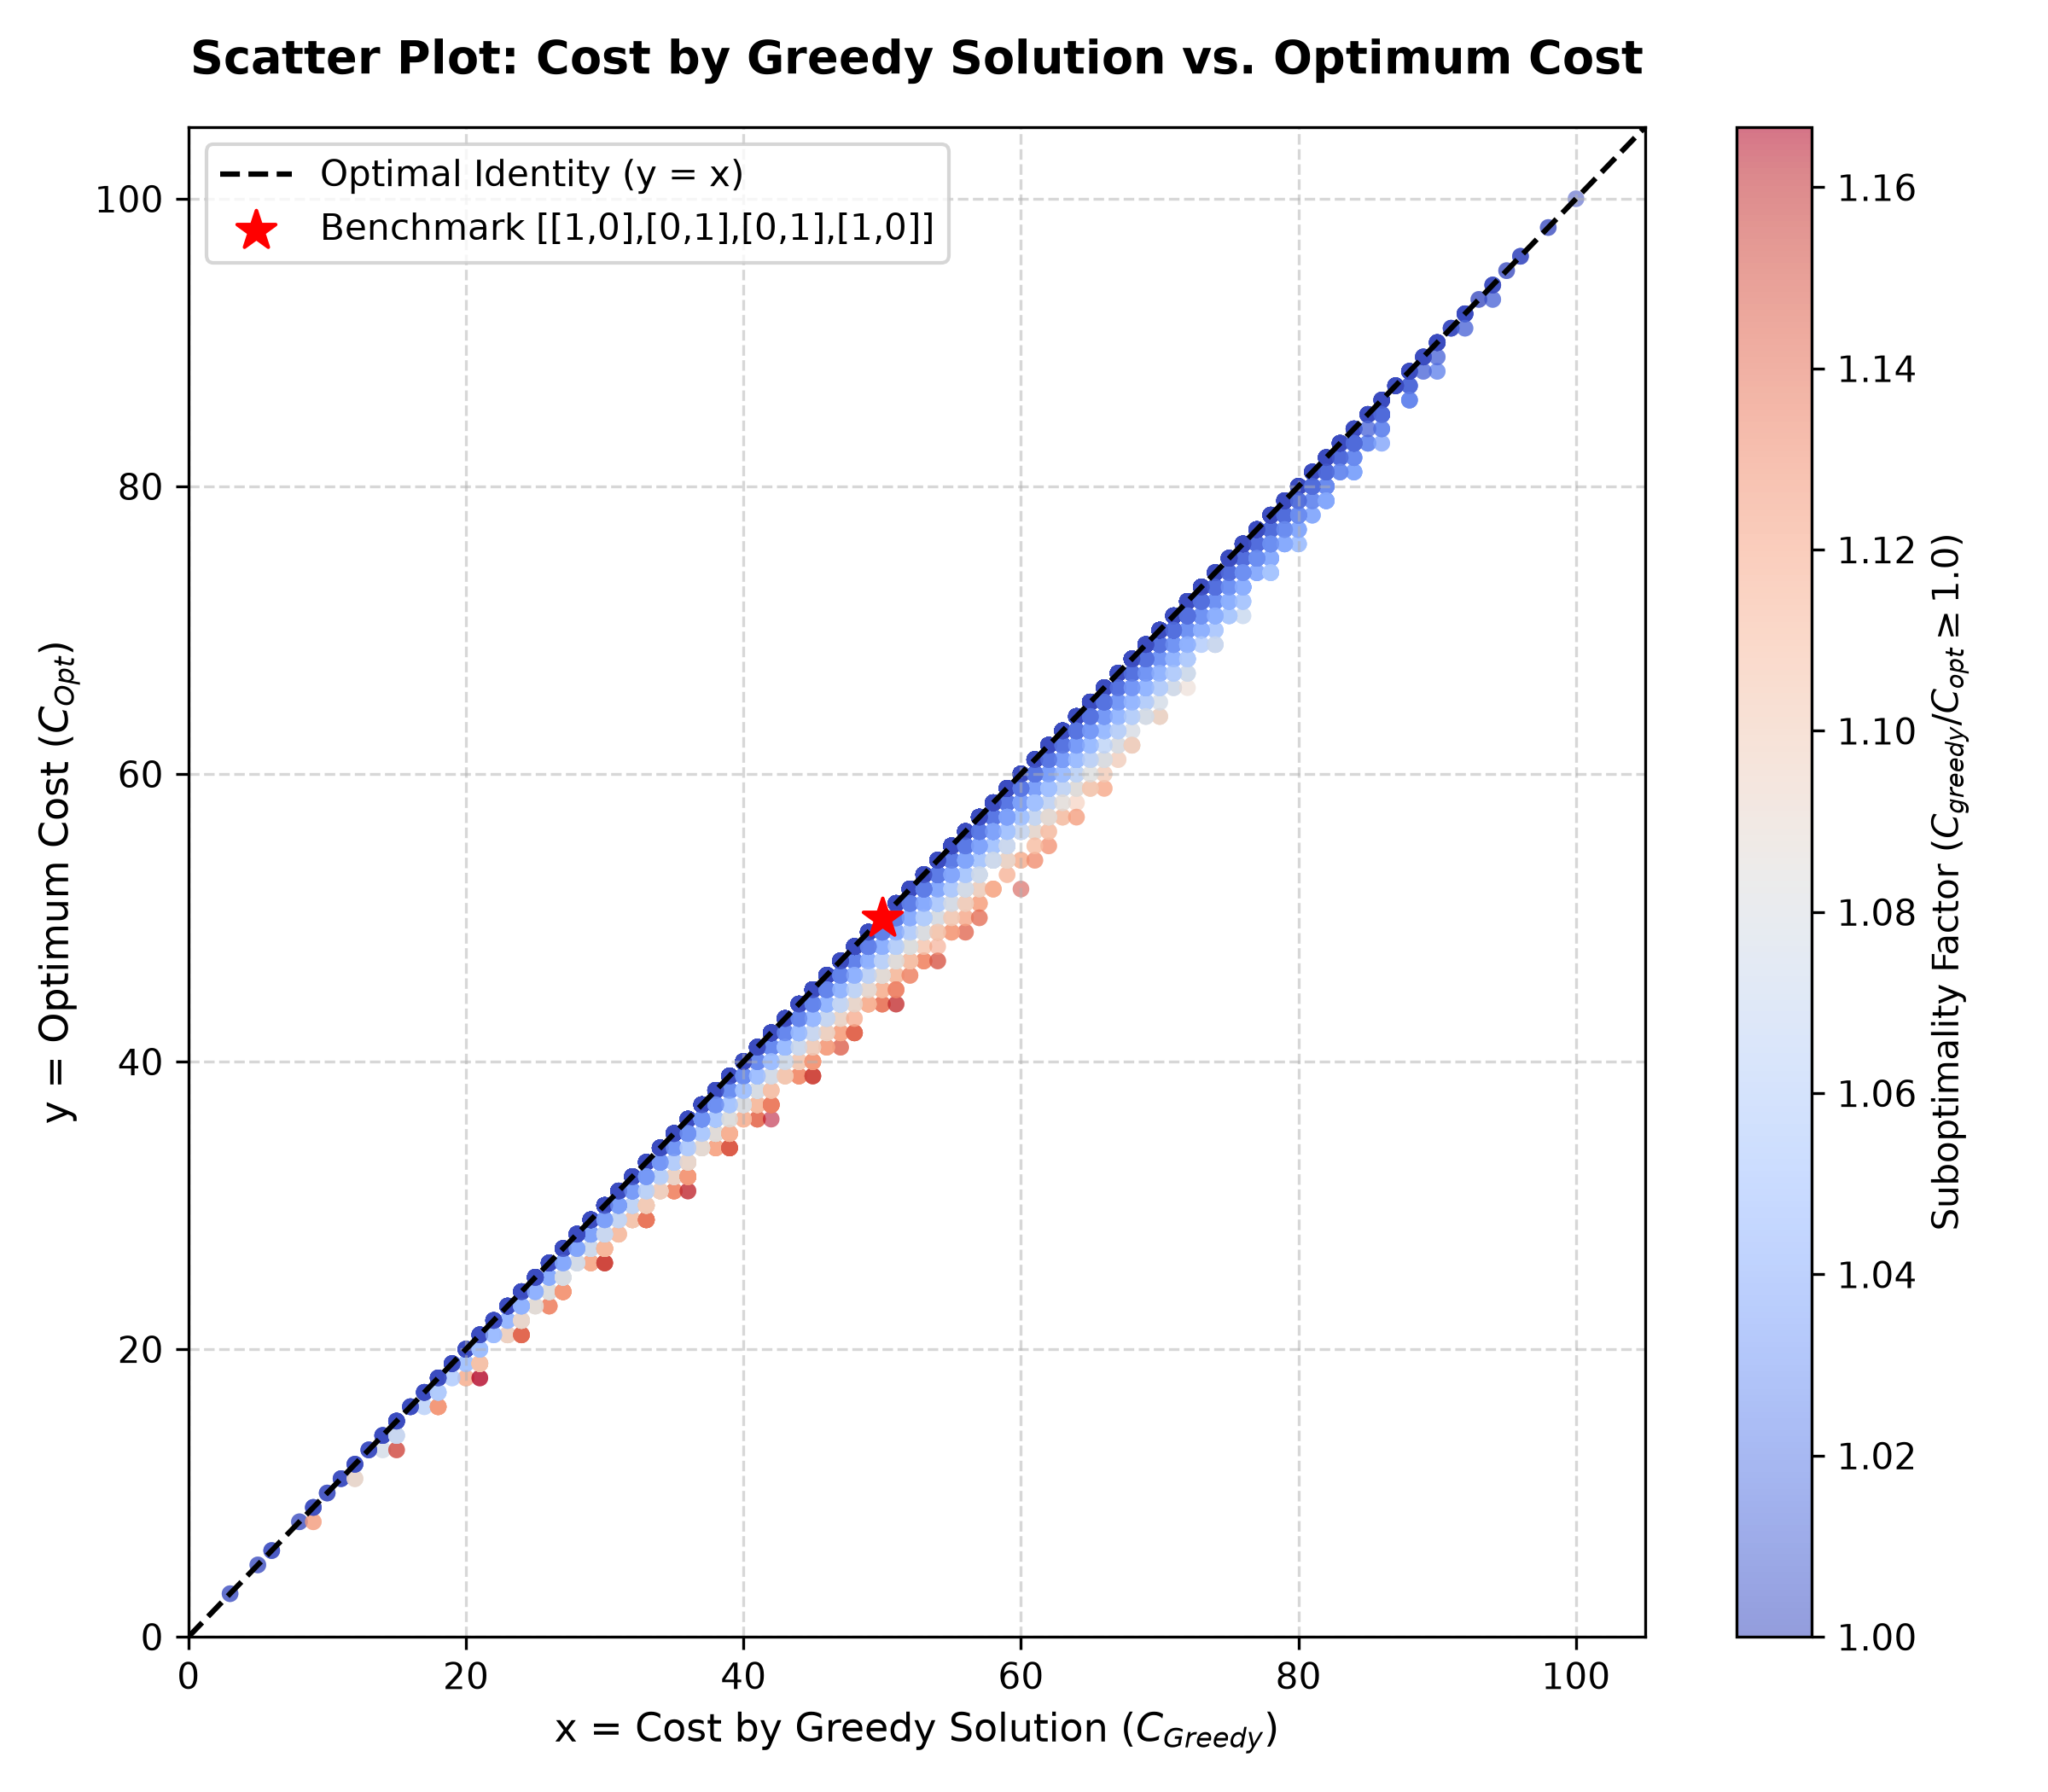 Scatter Plot: Cost by Greedy Solution vs. Optimum Cost
Optimal Identity (y = x)
Benchmark [[1,0],[0,1],[0,1],[1,0]]
y = Optimum Cost (C_Opt)
100
80
60
40
20
0
0 20 40 60 80 100
x = Cost by Greedy Solution (C_Greedy)
1.16
1.14
1.12
1.10
1.08
1.06
1.04
1.02
1.00
Suboptimality Factor (C_greedy/C_opt ≥ 1.0)